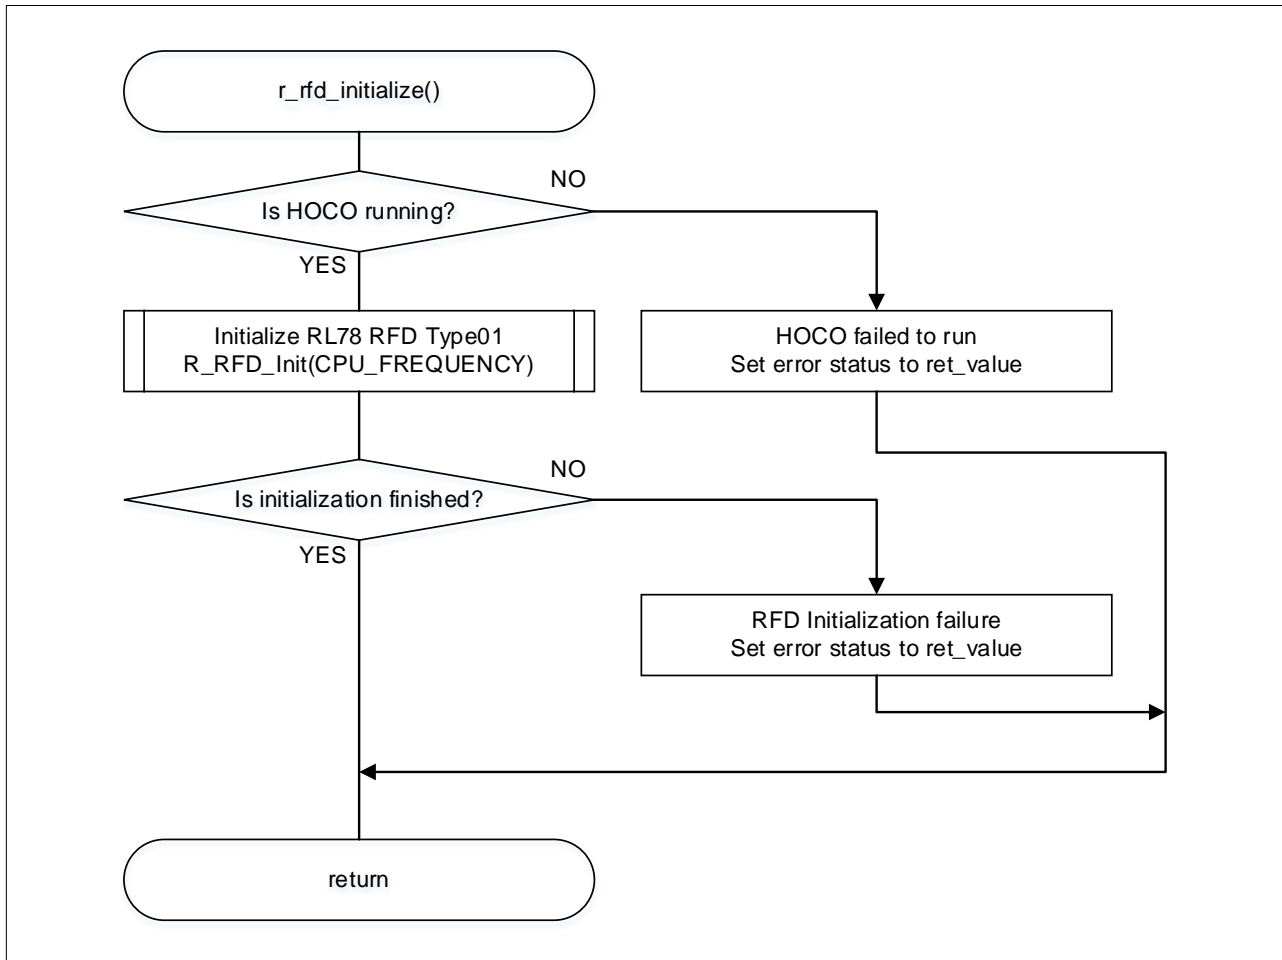 r_rfd_initialize()
NO
Is HOCO running?
YES
Initialize RL78 RFD Type01
R_RFD_Init(CPU_FREQUENCY)
HOCO failed to run
Set error status to ret_value
NO
Is initialization finished?
YES
RFD Initialization failure
Set error status to ret_value
return